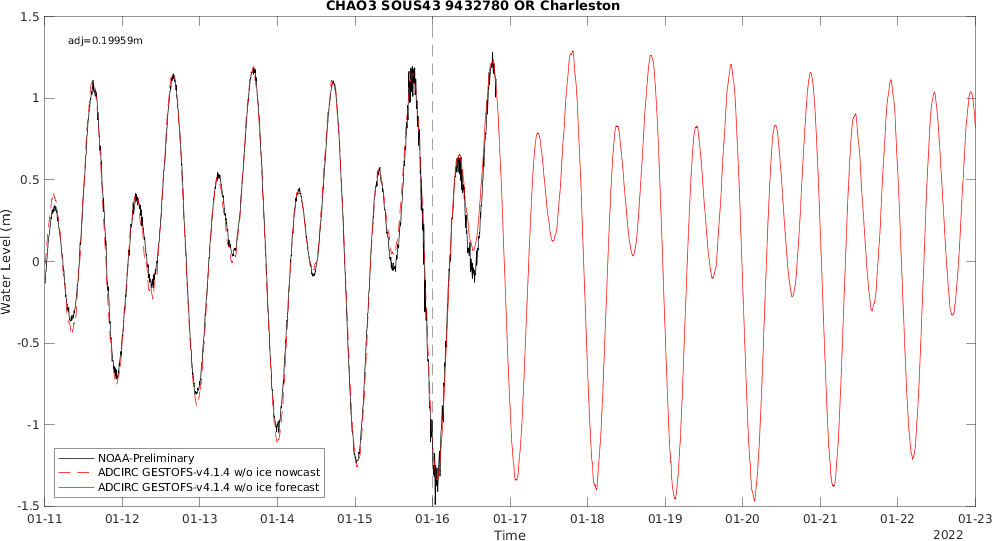 CHAO3 SOUS43 9432780 OR Charleston
adj=0.19959m
1.5
1
0.5
0
-0.5
-1
-1.5
Water Level (m)
NOAA-Preliminary
ADCIRC GESTOFS-v4.1.4 w/o ice nowcast
ADCIRC GESTOFS-v4.1.4 w/o ice forecast
01-11 01-12 01-13 01-14 01-15 01-16 01-17 01-18 01-19 01-20 01-21 01-22 01-23
Time
2022